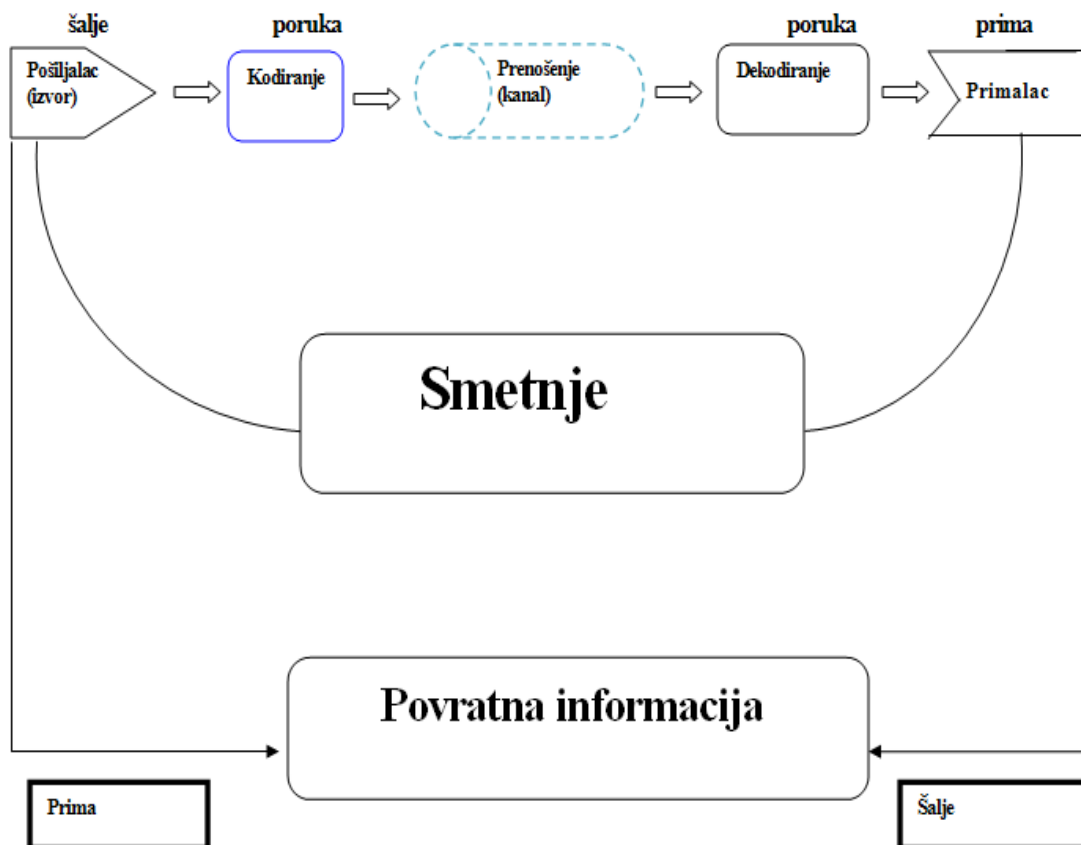 šalje
poruka
poruka
prima
Pošiljalac
(izvor)
Kodiranje
Prenošenje
(kanal)
Dekodiranje
Primalac
Smetnje
Povratna informacija
Prima
Šalje